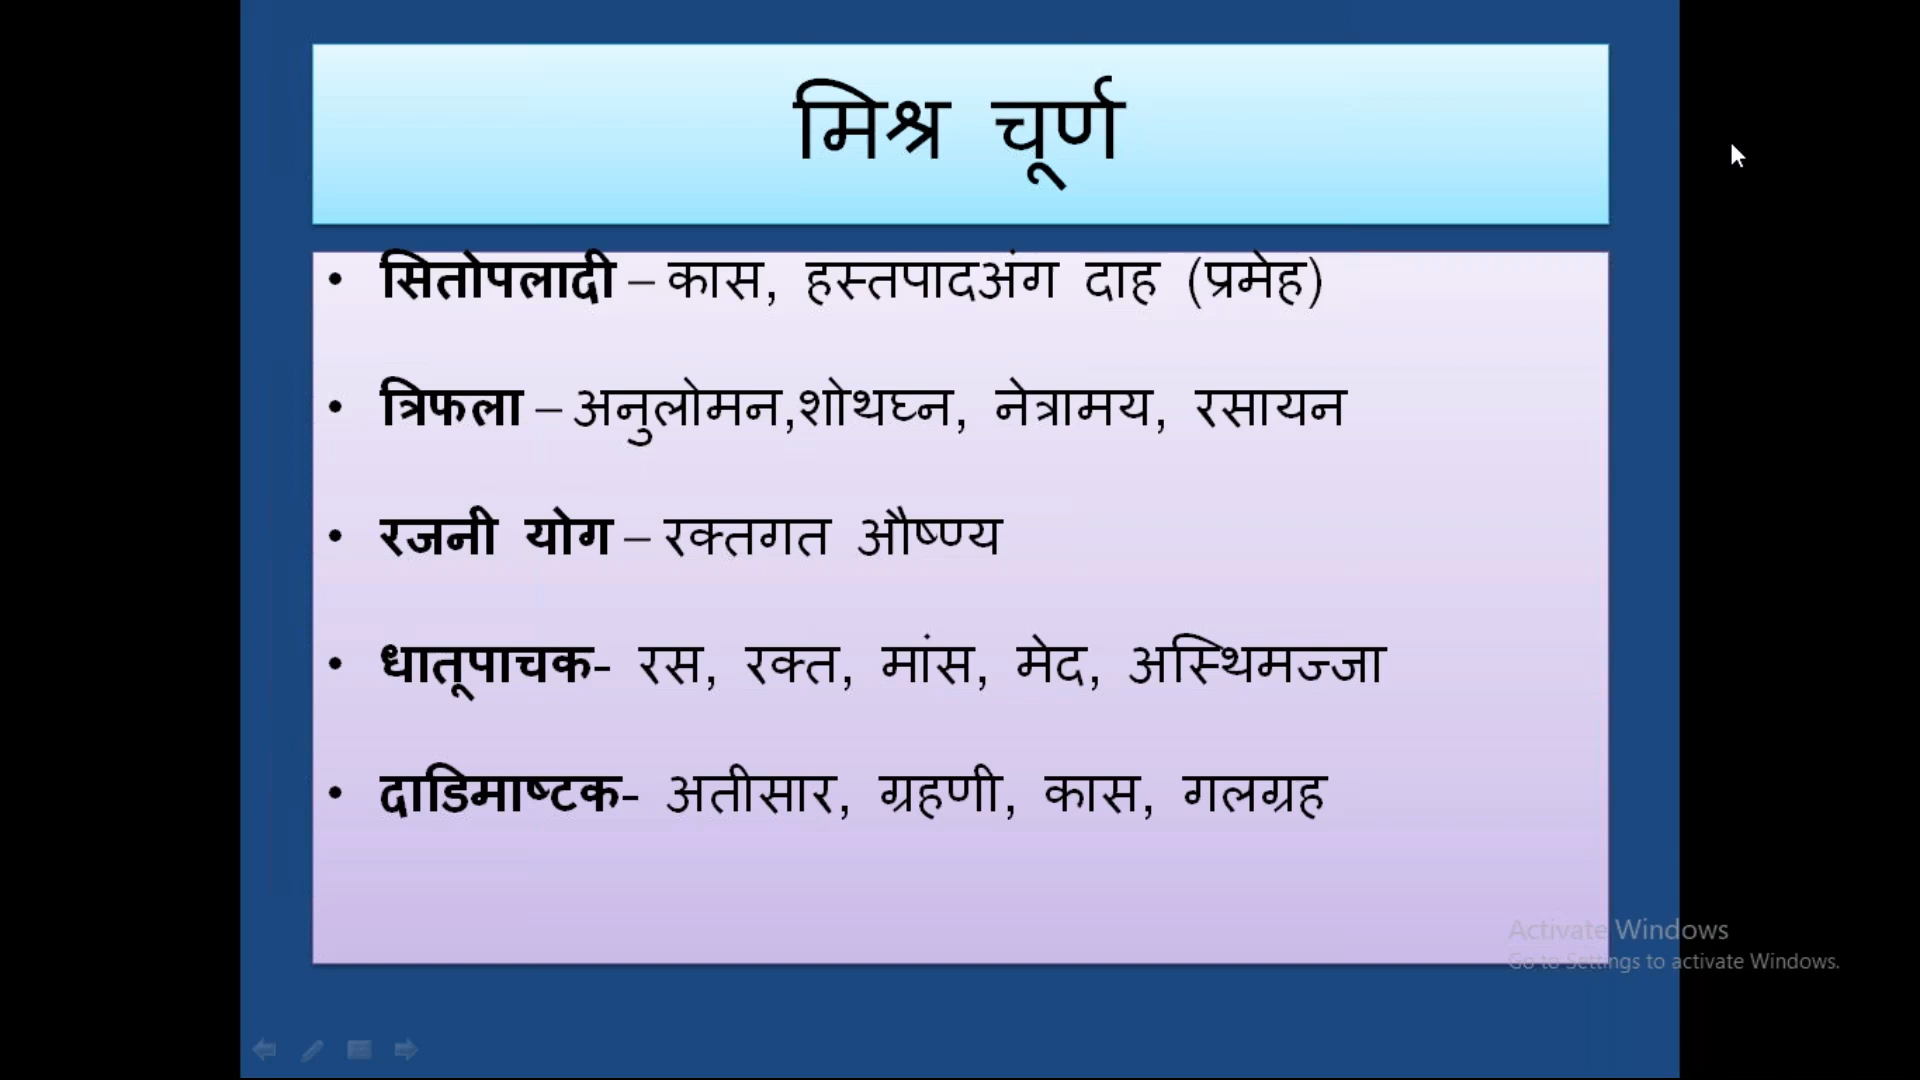 मिश्र चूर्ण
• सितोपलादी – कास, हस्तपादअंग दाह (प्रमेह)
• त्रिफला – अनुलोमन,शोथघ्न, नेत्रामय, रसायन
• रजनी योग – रक्तगत औष्ण्य
• धातूपाचक- रस, रक्त, मांस, मेद, अस्थिमज्जा
• दाडिमाष्टक- अतीसार, ग्रहणी, कास, गलग्रह
Activate Windows
Go to Settings to activate Windows.